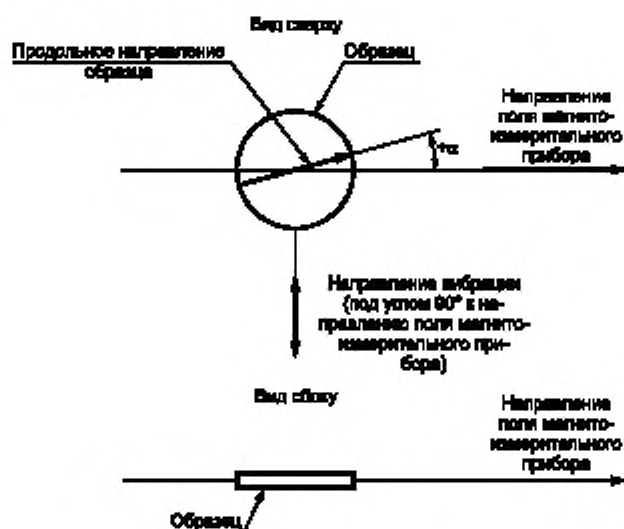 Вид сверху
Продольное направление
образца
Образец
Направление
поля магнито-
измерительного
прибора
+α
Направление вибрации
(под углом 90° к на-
правлению поля магнито-
измерительного при-
бора)
Вид сбоку
Направление
поля магнито-
измерительного
прибора
Образец